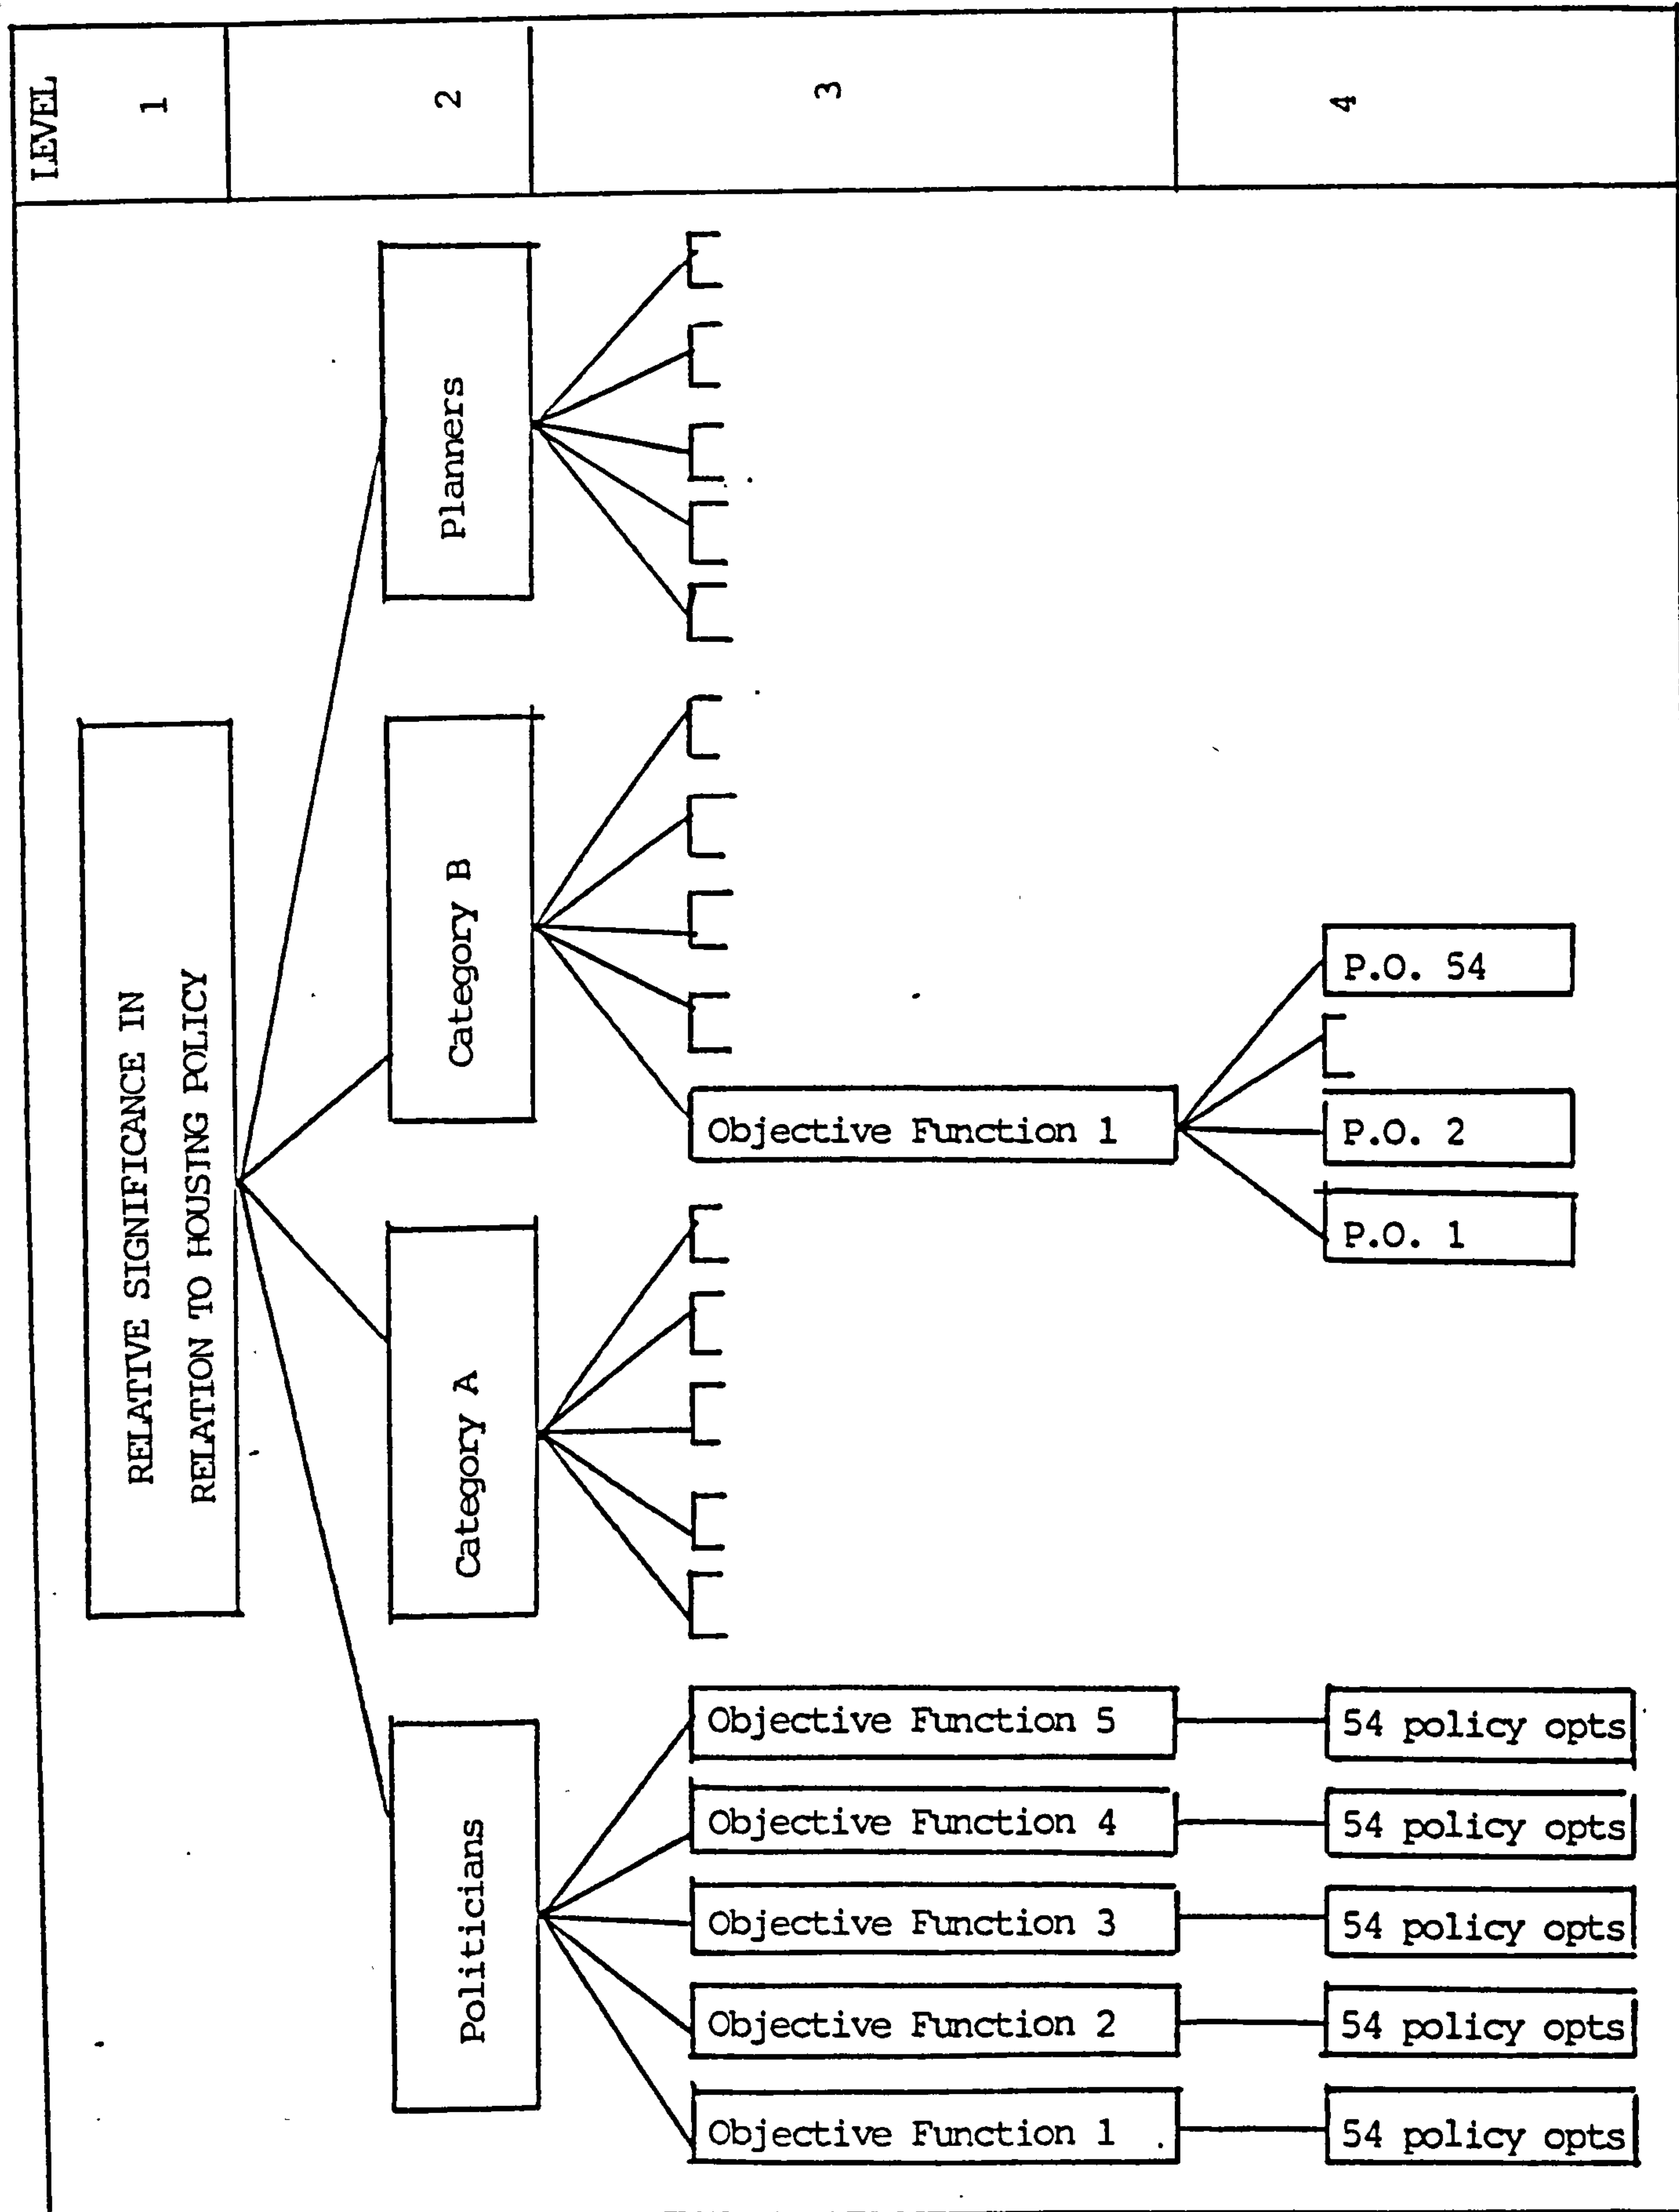 LEVEL
1
2
3
4
RELATIVE SIGNIFICANCE IN
RELATION TO HOUSING POLICY
Politicians
Category A
Category B
Planners
Objective Function 1
Objective Function 2
Objective Function 3
Objective Function 4
Objective Function 5
Objective Function 1
54 policy opts
54 policy opts
54 policy opts
54 policy opts
54 policy opts
P.O. 1
P.O. 2
P.O. 54